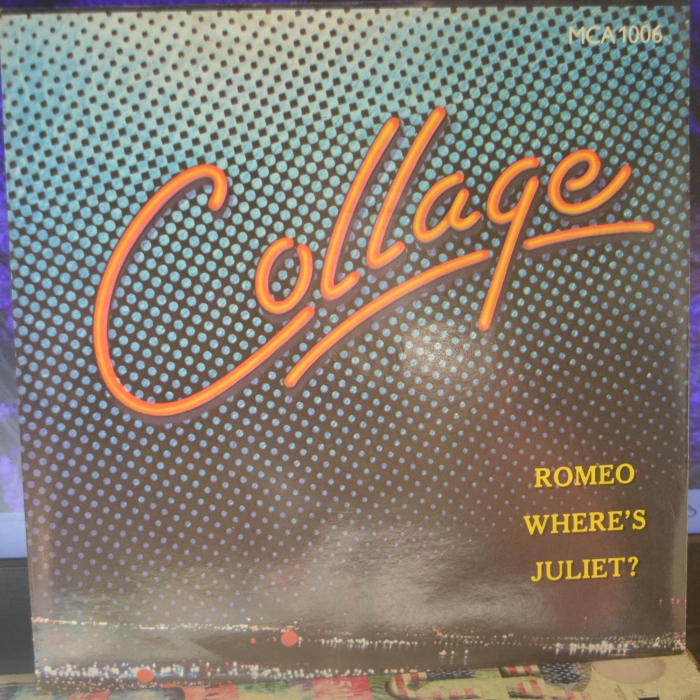 MCA 1006
Collage
ROMEO
WHERE'S
JULIET?